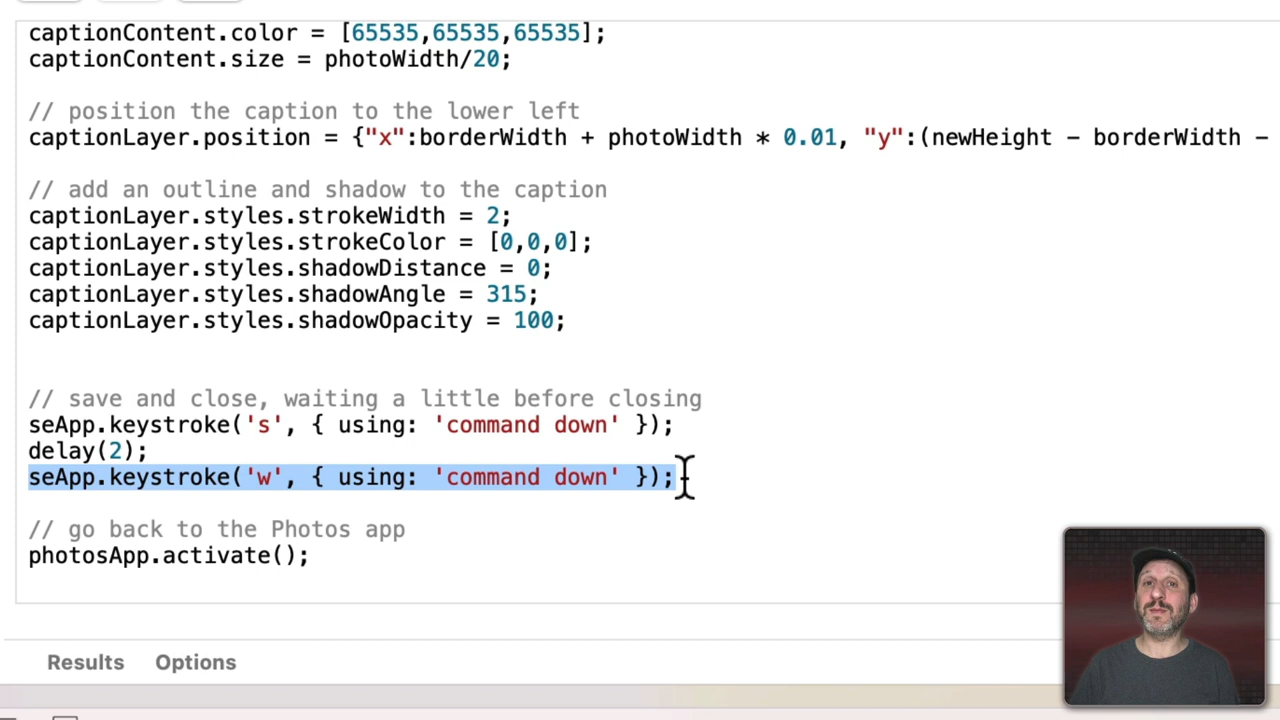 captionContent.color = [65535,65535,65535];
captionContent.size = photoWidth/20;
// position the caption to the lower left
captionLayer.position = {"x":borderWidth + photoWidth * 0.01, "y":(newHeight - borderWidth -
// add an outline and shadow to the caption
captionLayer.styles.strokeWidth = 2;
captionLayer.styles.strokeColor = [0,0,0];
captionLayer.styles.shadowDistance = 0;
captionLayer.styles.shadowAngle = 315;
captionLayer.styles.shadowOpacity = 100;
// save and close, waiting a little before closing
seApp.keystroke('s', { using: 'command down' });
delay(2);
seApp.keystroke('w', { using: 'command down' });
// go back to the Photos app
photosApp.activate();
Results Options